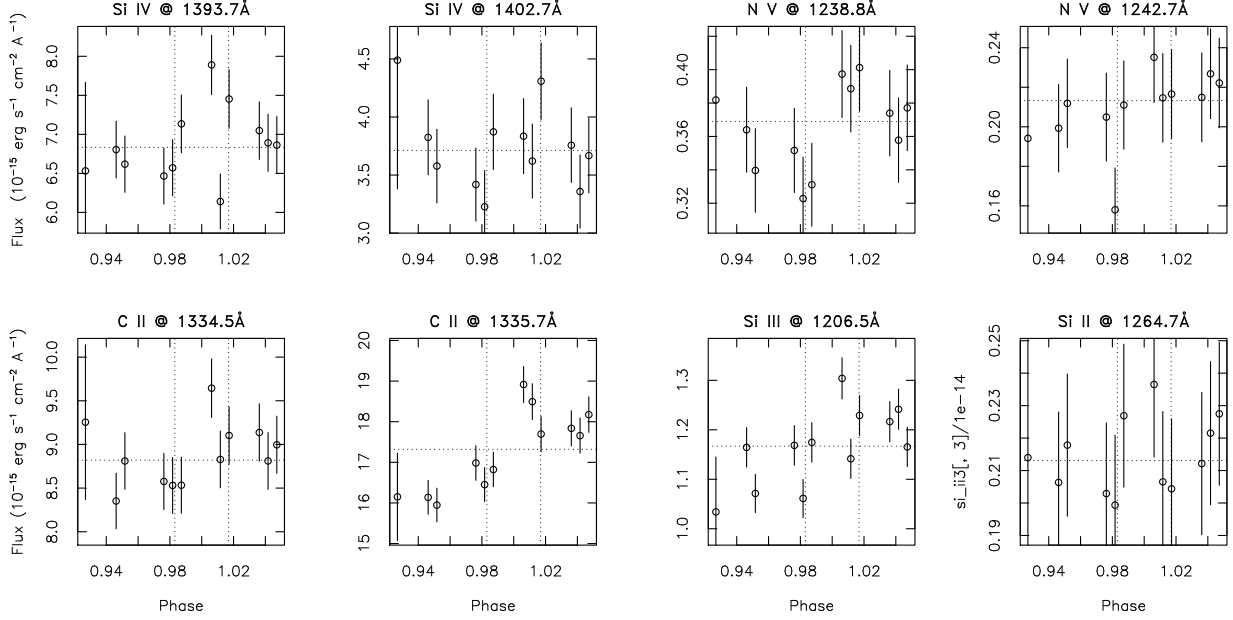 Si IV @ 1393.7Å
Si IV @ 1402.7Å
N V @ 1238.8Å
N V @ 1242.7Å
Flux (10⁻¹⁵ erg s⁻¹ cm⁻² A⁻¹)
6.0 6.5 7.0 7.5 8.0
3.0 3.5 4.0 4.5
0.32 0.36 0.40
0.16 0.20 0.24
0.94 0.98 1.02
0.94 0.98 1.02
0.94 0.98 1.02
0.94 0.98 1.02
C II @ 1334.5Å
C II @ 1335.7Å
Si III @ 1206.5Å
Si II @ 1264.7Å
Flux (10⁻¹⁵ erg s⁻¹ cm⁻² A⁻¹)
8.0 8.5 9.0 9.5 10.0
15 16 17 18 19 20
1.0 1.1 1.2 1.3
si_ii3[, 3]/1e-14
0.19 0.21 0.23 0.25
0.94 0.98 1.02
0.94 0.98 1.02
0.94 0.98 1.02
0.94 0.98 1.02
Phase
Phase
Phase
Phase